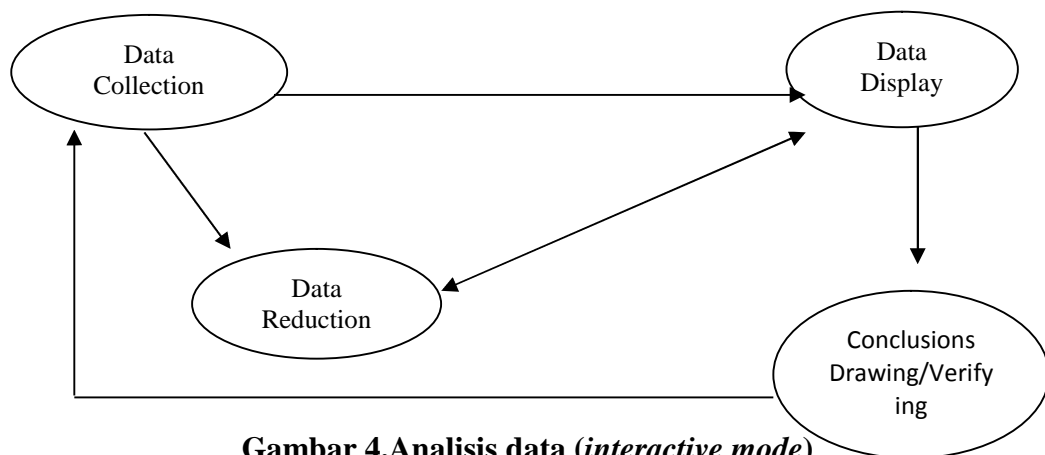 Data
Collection
Data
Display
Data
Reduction
Conclusions
Drawing/Verify
ing
Gambar 4.Analisis data (interactive mode)